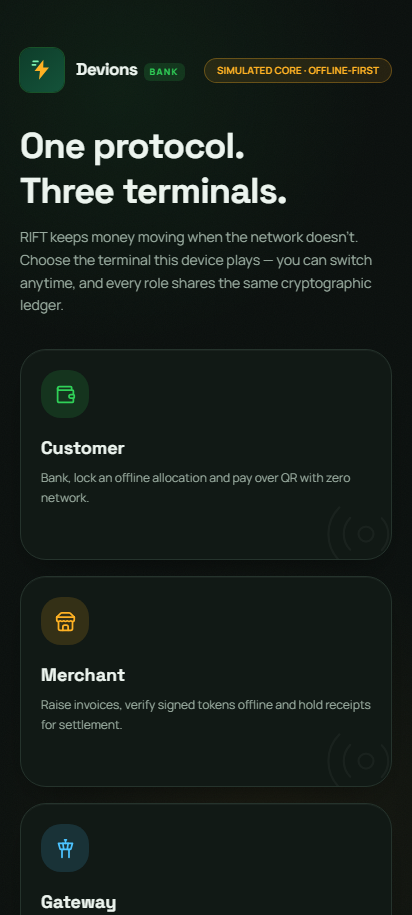 Devions BANK SIMULATED CORE · OFFLINE-FIRST
One protocol.
Three terminals.
RIFT keeps money moving when the network doesn't.
Choose the terminal this device plays — you can switch
anytime, and every role shares the same cryptographic
ledger.
Customer
Bank, lock an offline allocation and pay over QR with zero
network.
Merchant
Raise invoices, verify signed tokens offline and hold receipts
for settlement.
Gateway